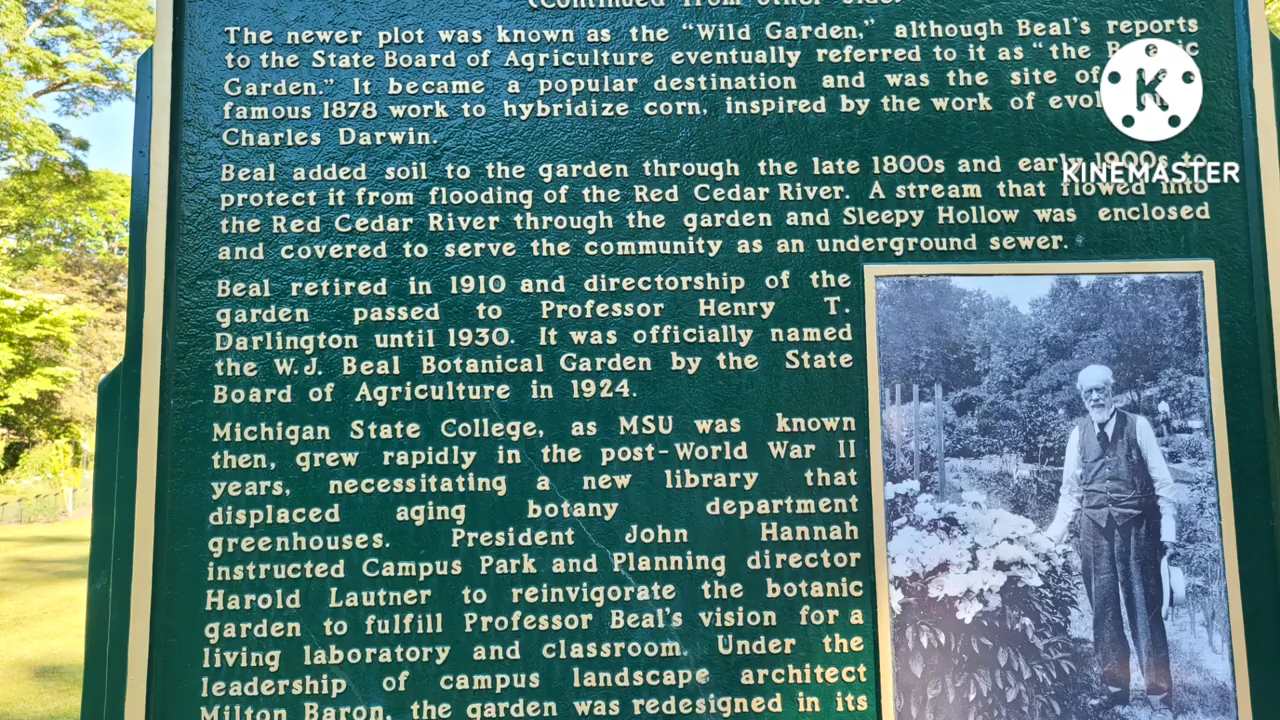 (Continued from other side)
The newer plot was known as the “Wild Garden,” although Beal’s reports
to the State Board of Agriculture eventually referred to it as “the
Garden.” It became a popular destination and was the site of
famous 1878 work to hybridize corn, inspired by the work of
Charles Darwin.
Beal added soil to the garden through the late 1800s and early 1900s to
protect it from flooding of the Red Cedar River. A stream that flowed into
the Red Cedar River through the garden and Sleepy Hollow was enclosed
and covered to serve the community as an underground sewer.
Beal retired in 1910 and directorship of the
garden passed to Professor Henry T.
Darlington until 1930. It was officially named
the W.J. Beal Botanical Garden by the State
Board of Agriculture in 1924.
Michigan State College, as MSU was known
then, grew rapidly in the post-World War II
years, necessitating a new library that
displaced aging botany department
greenhouses. President John Hannah
instructed Campus Park and Planning director
Harold Lautner to reinvigorate the botanic
garden to fulfill Professor Beal’s vision for a
living laboratory and classroom. Under the
leadership of campus landscape architect
Milton Baron, the garden was redesigned in its
K
KINEMASTER